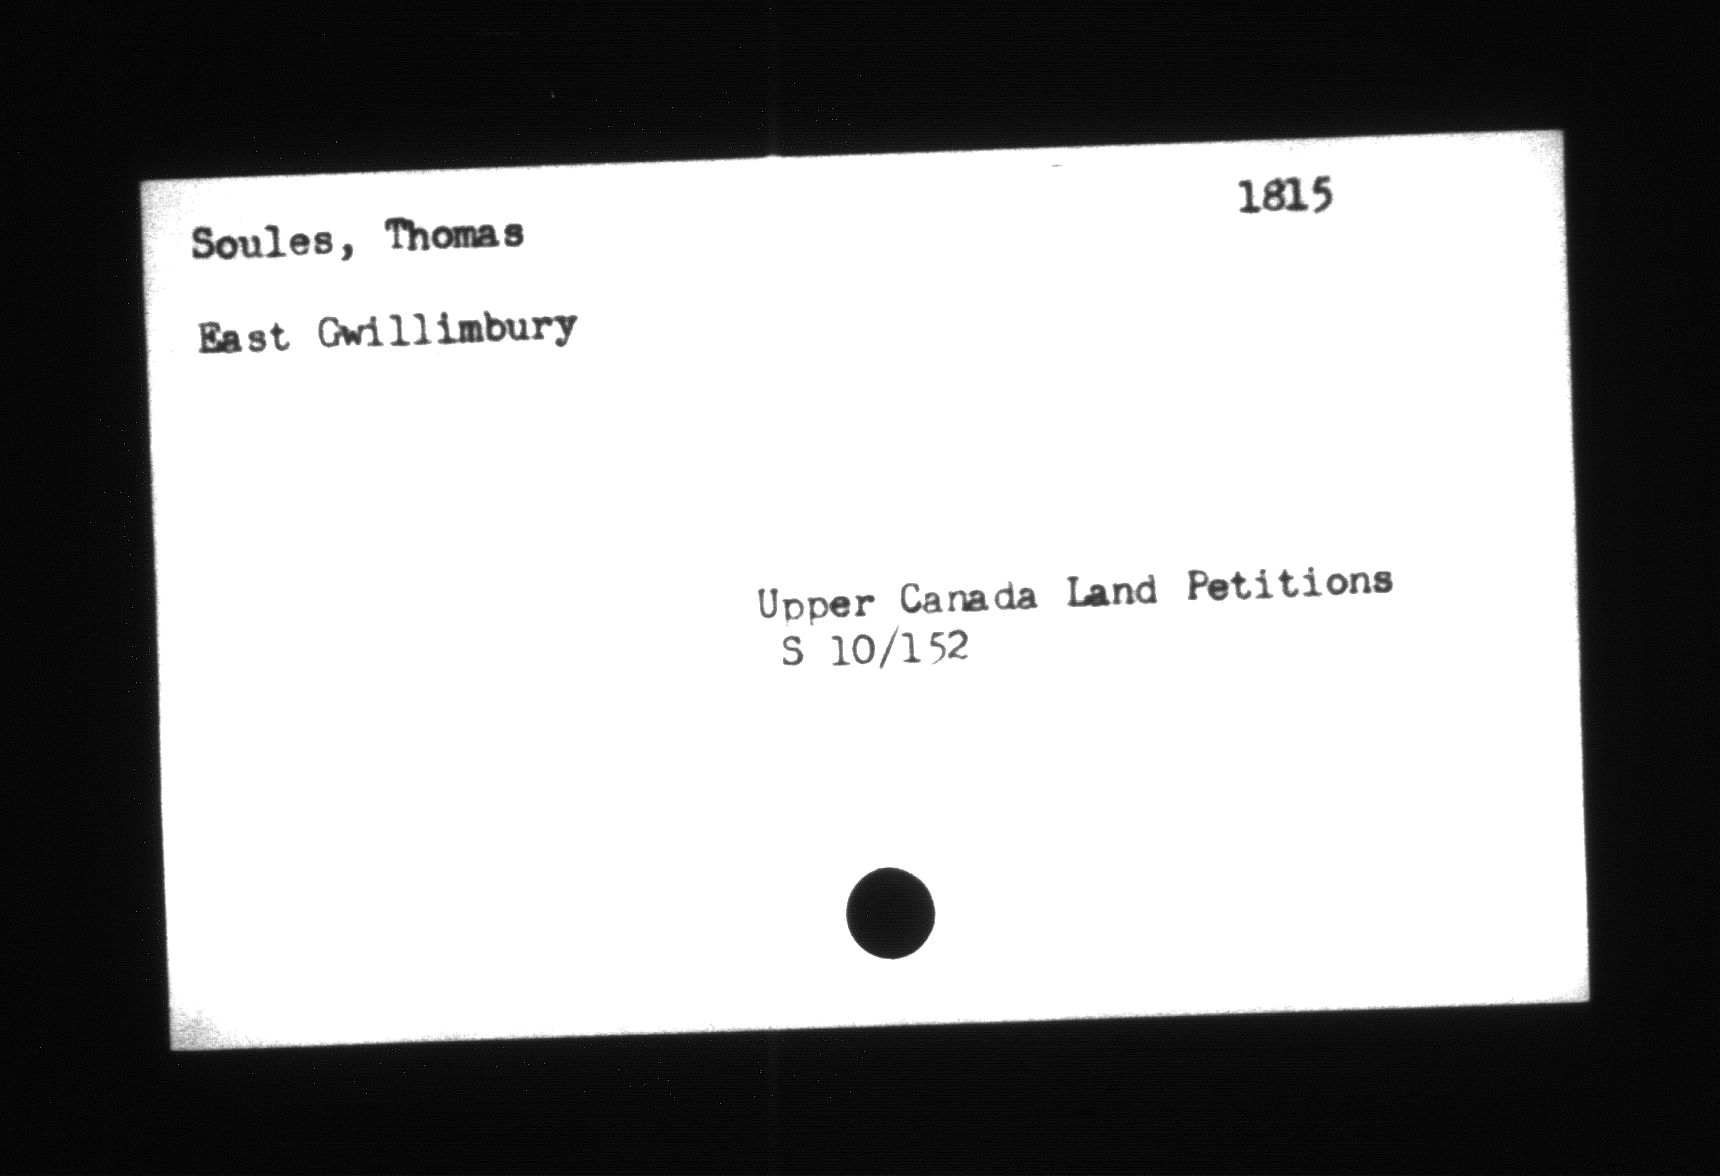 1815
Soules, Thomas
East Gwillimbury
Upper Canada Land Petitions
S 10/152